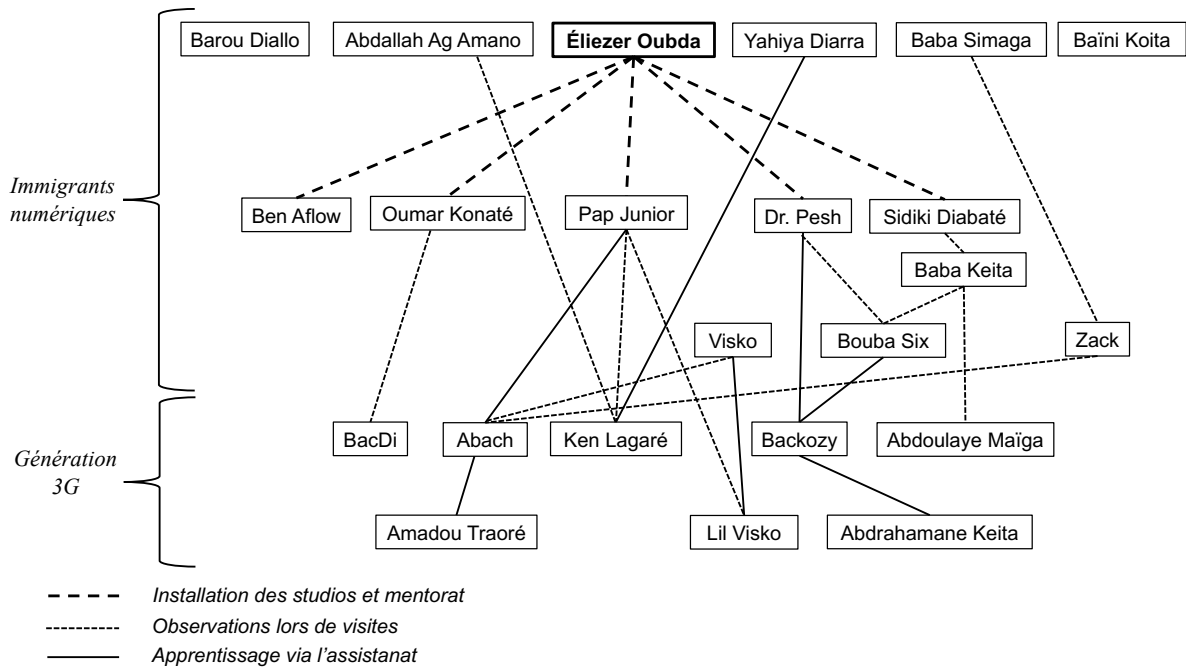 Barou Diallo
Abdallah Ag Amano
Éliezer Oubda
Yahiya Diarra
Baba Simaga
Baïni Koita
Immigrants
numériques
Ben Aflow
Oumar Konaté
Pap Junior
Dr. Pesh
Sidiki Diabaté
Baba Keita
Visko
Bouba Six
Zack
Génération
3G
BacDi
Abach
Ken Lagaré
Backozy
Abdoulaye Maïga
Amadou Traoré
Lil Visko
Abdrahamane Keita
Installation des studios et mentorat
Observations lors de visites
Apprentissage via l'assistanat